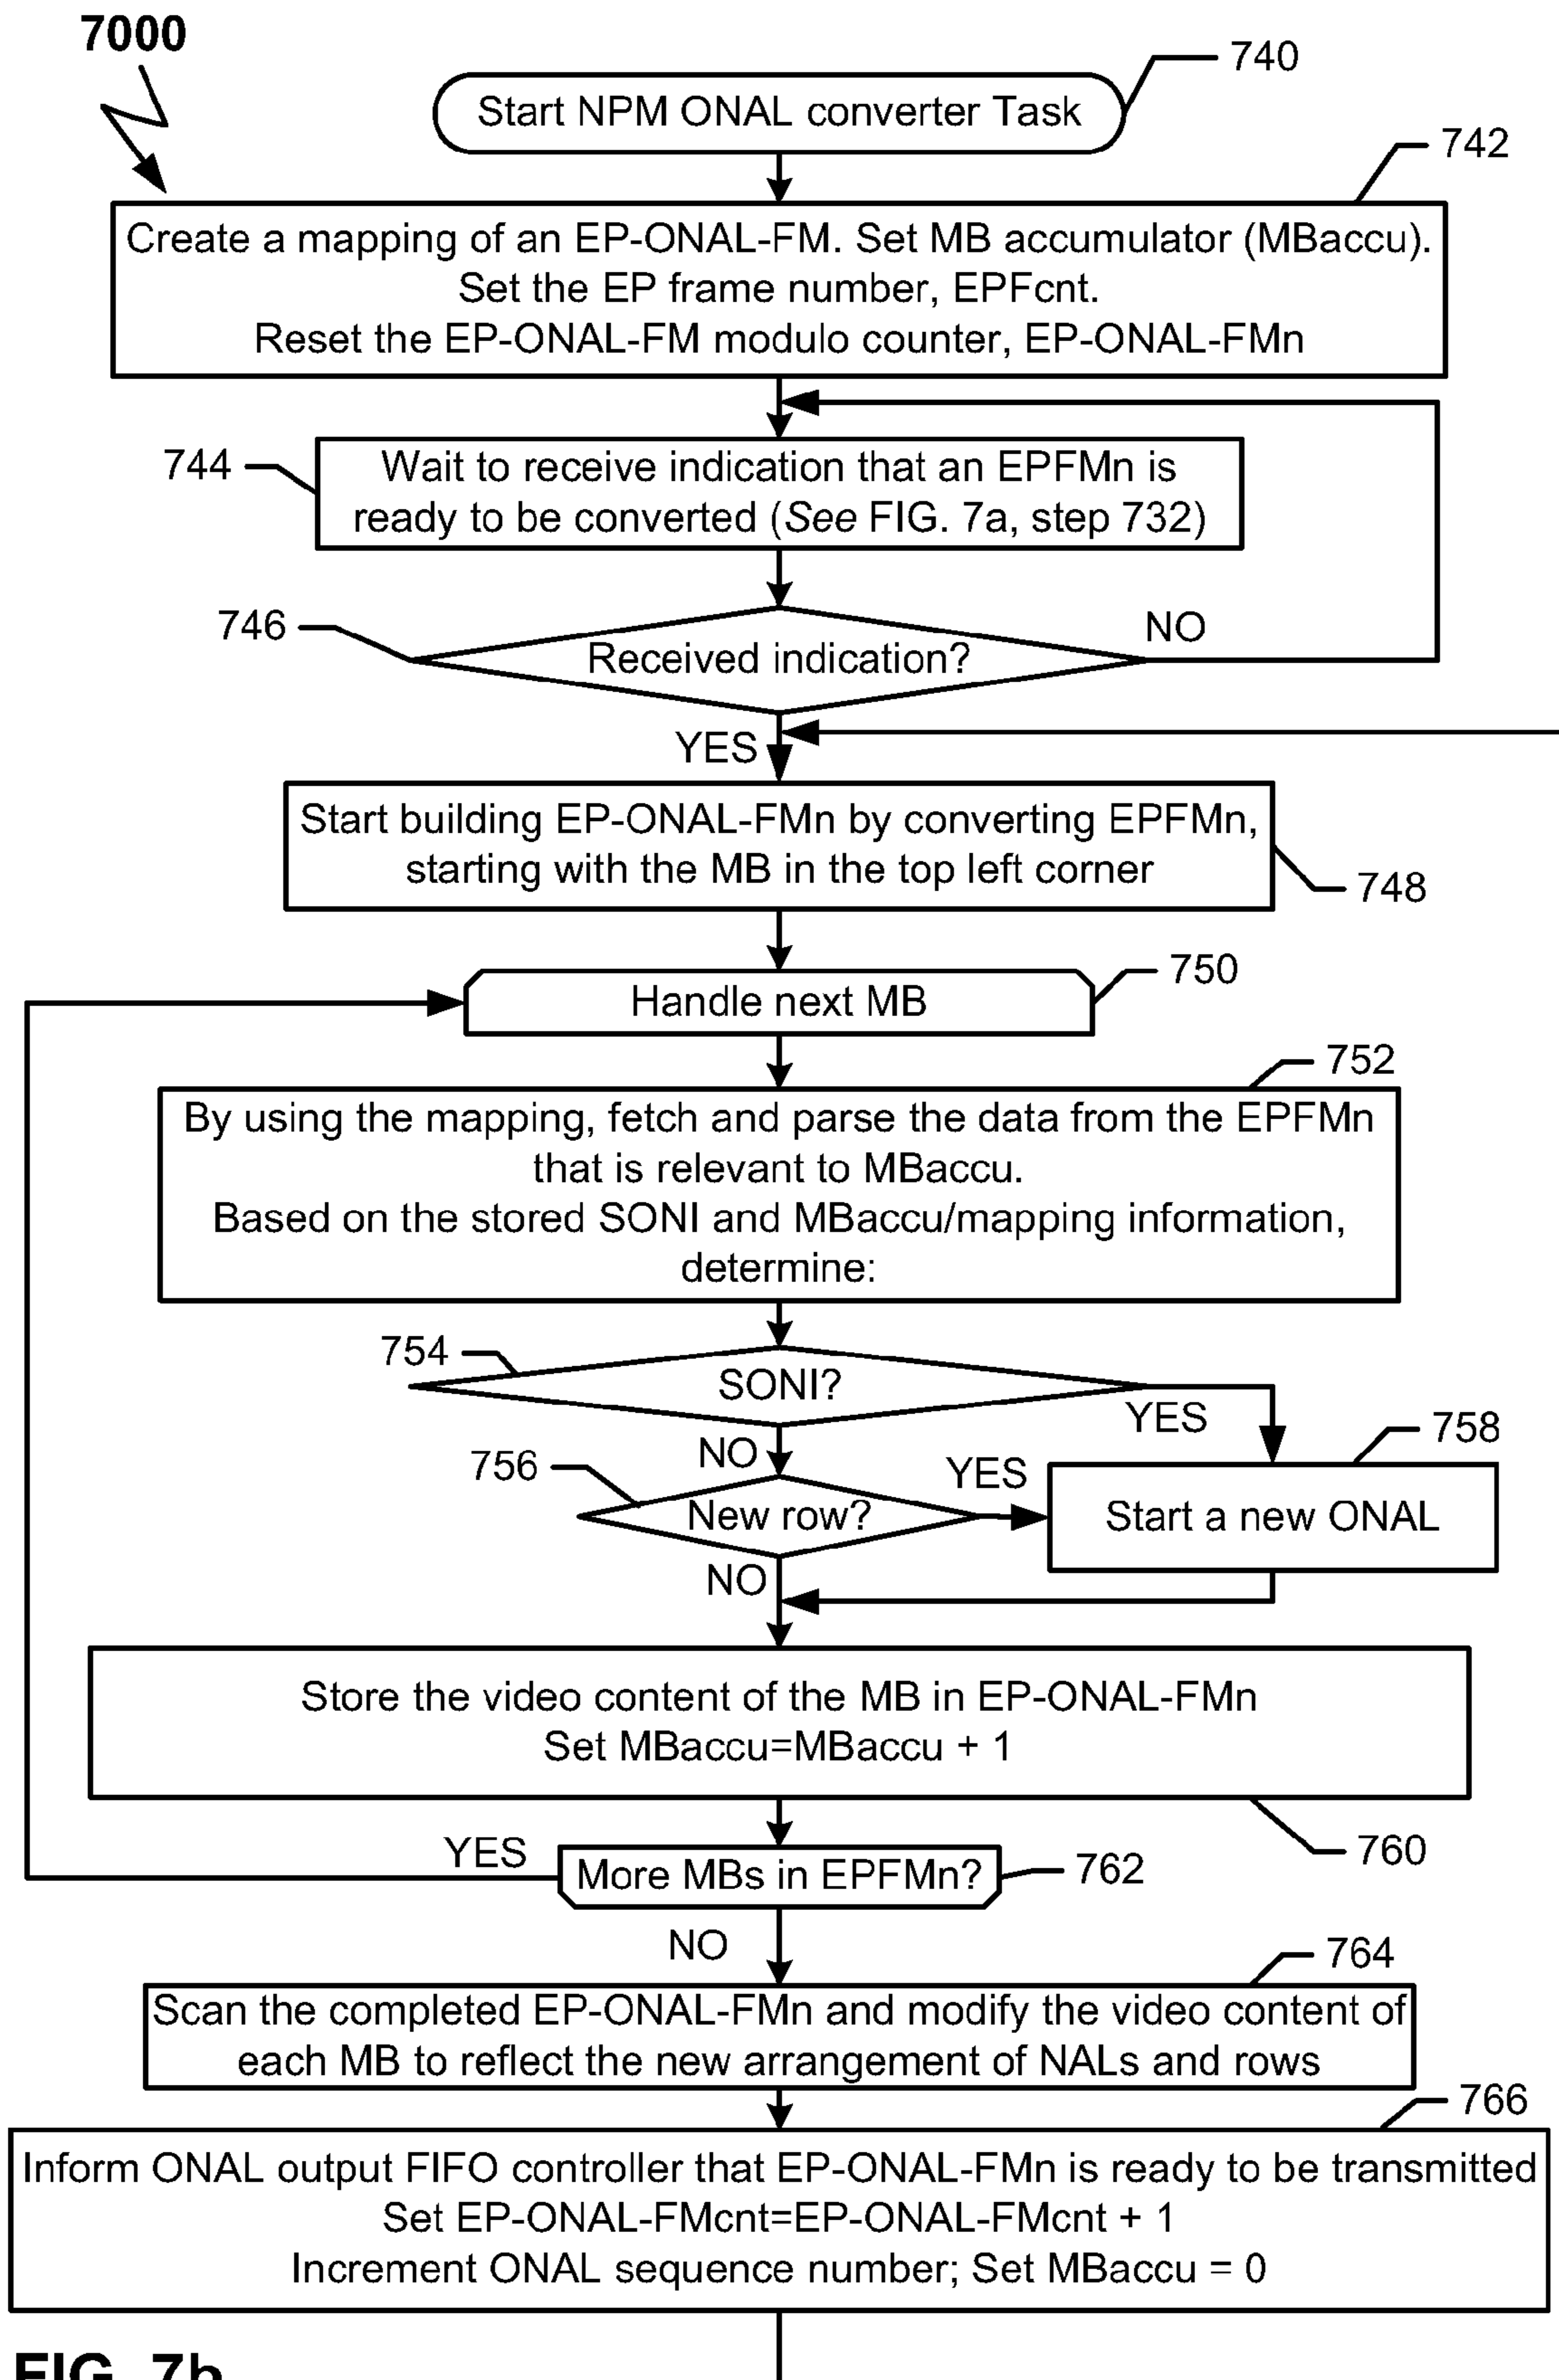 7000
740
Start NPM ONAL converter Task
742
Create a mapping of an EP-ONAL-FM. Set MB accumulator (MBaccu).
Set the EP frame number, EPFcnt.
Reset the EP-ONAL-FM modulo counter, EP-ONAL-FMn
744
Wait to receive indication that an EPFMn is
ready to be converted (See FIG. 7a, step 732)
746
Received indication?
NO
YES
Start building EP-ONAL-FMn by converting EPFMn,
starting with the MB in the top left corner
748
750
Handle next MB
752
By using the mapping, fetch and parse the data from the EPFMn
that is relevant to MBaccu.
Based on the stored SONI and MBaccu/mapping information,
determine:
754
SONI?
YES
NO
758
756
New row?
YES
Start a new ONAL
NO
Store the video content of the MB in EP-ONAL-FMn
Set MBaccu=MBaccu + 1
760
YES
More MBs in EPFMn?
762
NO
764
Scan the completed EP-ONAL-FMn and modify the video content of
each MB to reflect the new arrangement of NALs and rows
766
Inform ONAL output FIFO controller that EP-ONAL-FMn is ready to be transmitted
Set EP-ONAL-FMcnt=EP-ONAL-FMcnt + 1
Increment ONAL sequence number; Set MBaccu = 0
FIG. 7b